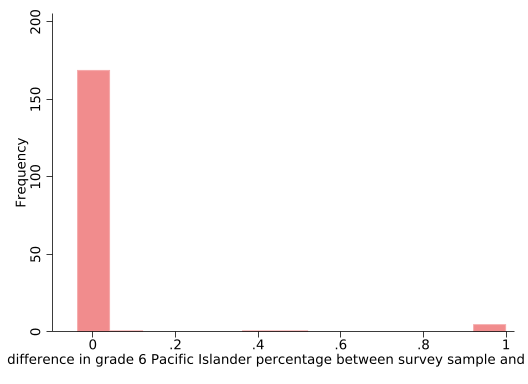 200
150
100
50
0
Frequency
0 .2 .4 .6 .8 1
difference in grade 6 Pacific Islander percentage between survey sample and